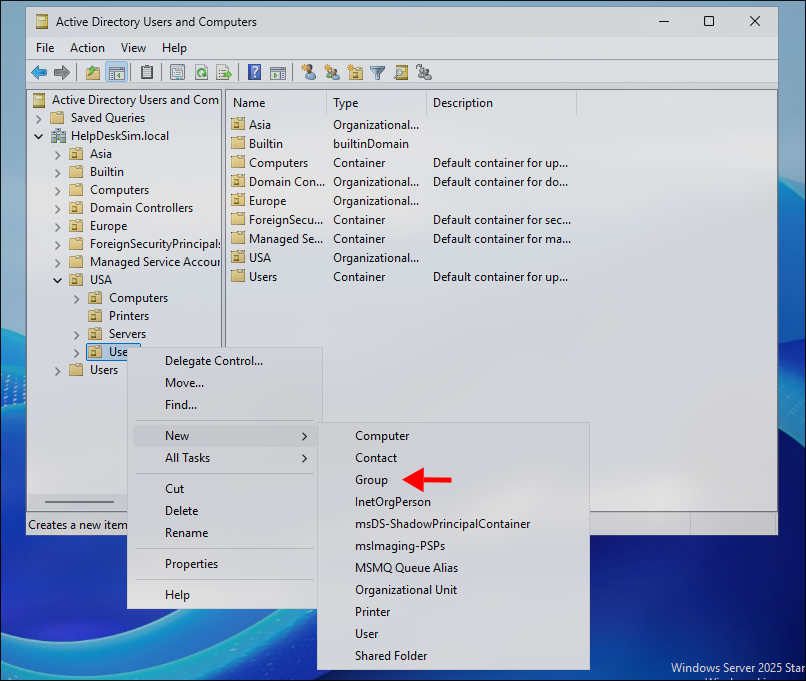 Active Directory Users and Computers
File Action View Help
Active Directory Users and Com
Saved Queries
HelpDeskSim.local
Asia
Builtin
Computers
Domain Controllers
Europe
ForeignSecurityPrincipals
Managed Service Accoun
USA
Computers
Printers
Servers
Use
Users
Name Type Description
Asia Organizational...
Builtin builtinDomain
Computers Container Default container for up...
Domain Con... Organizational... Default container for do...
Europe Organizational...
ForeignSecu... Container Default container for sec...
Managed Se... Container Default container for ma...
USA Organizational...
Users Container Default container for up...
Delegate Control...
Move...
Find...
New
All Tasks
Cut
Delete
Rename
Properties
Help
Computer
Contact
Group
InetOrgPerson
msDS-ShadowPrincipalContainer
msImaging-PSPs
MSMQ Queue Alias
Organizational Unit
Printer
User
Shared Folder
Creates a new item
Windows Server 2025 Star